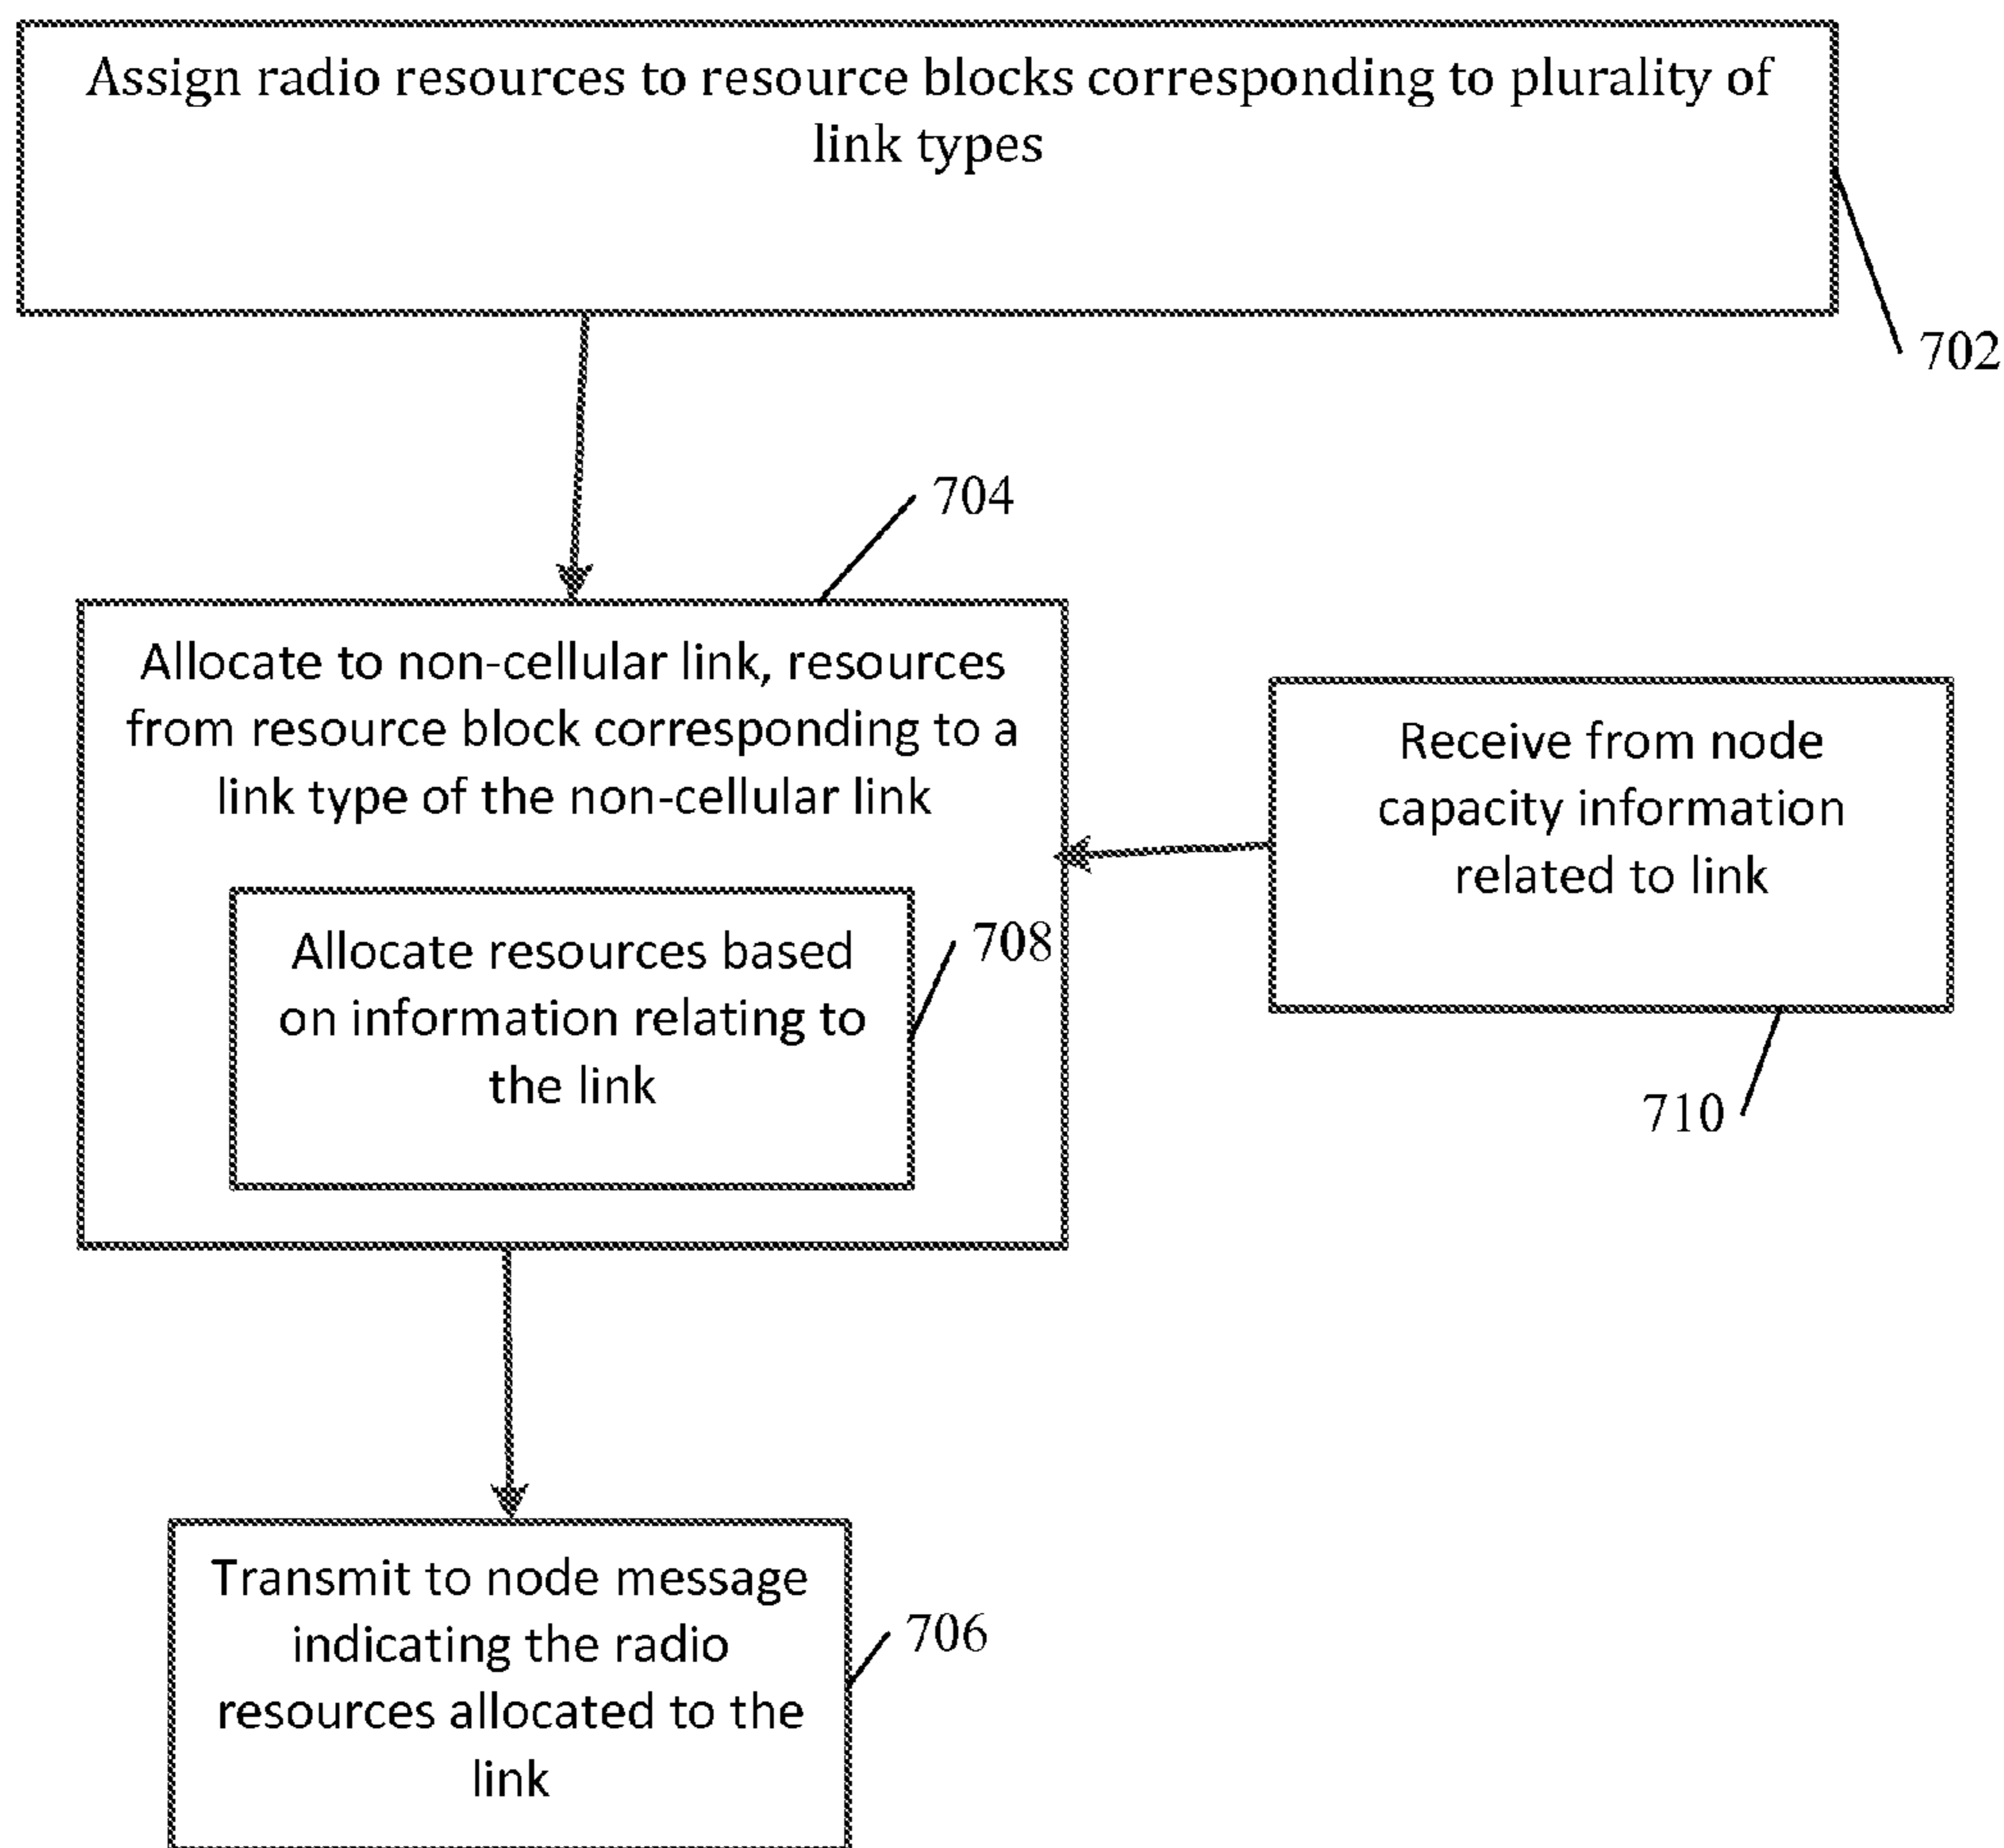 Assign radio resources to resource blocks corresponding to plurality of
link types
702
704
Allocate to non-cellular link, resources
from resource block corresponding to a
link type of the non-cellular link
Receive from node
capacity information
related to link
710
Allocate resources based
on information relating to
the link
708
Transmit to node message
indicating the radio
resources allocated to the
link
706